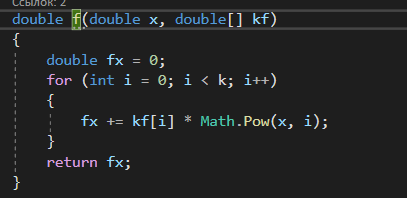 Ссылок: 2
double f(double x, double[] kf)
{
    double fx = 0;
    for (int i = 0; i < k; i++)
    {
        fx += kf[i] * Math.Pow(x, i);
    }
    return fx;
}